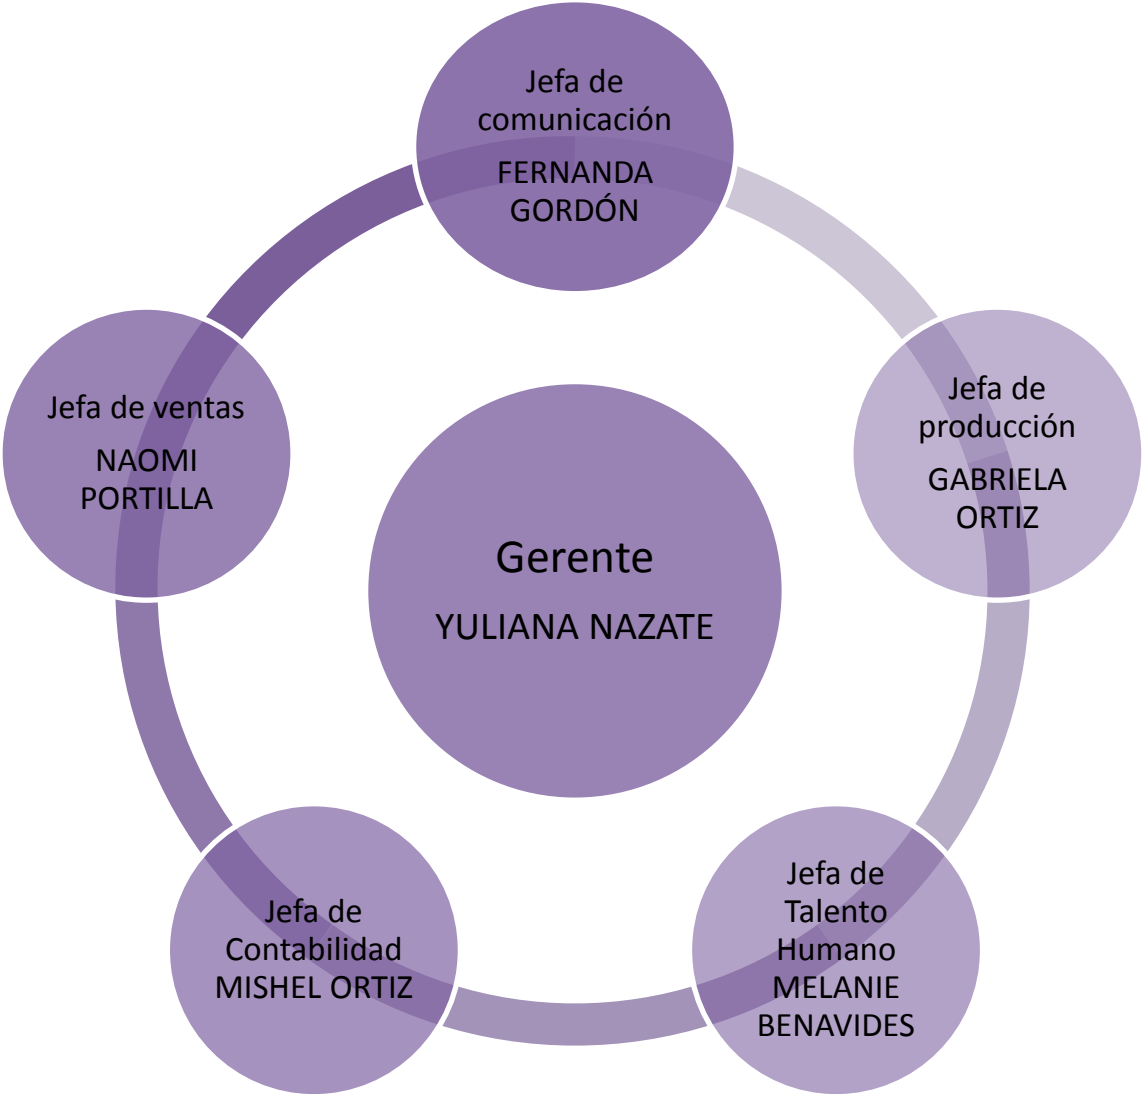 Jefa de
comunicación
FERNANDA
GORDÓN
Jefa de
producción
GABRIELA
ORTIZ
Jefa de
Talento
Humano
MELANIE
BENAVIDES
Jefa de
Contabilidad
MISHEL ORTIZ
Jefa de ventas
NAOMI
PORTILLA
Gerente
YULIANA NAZATE